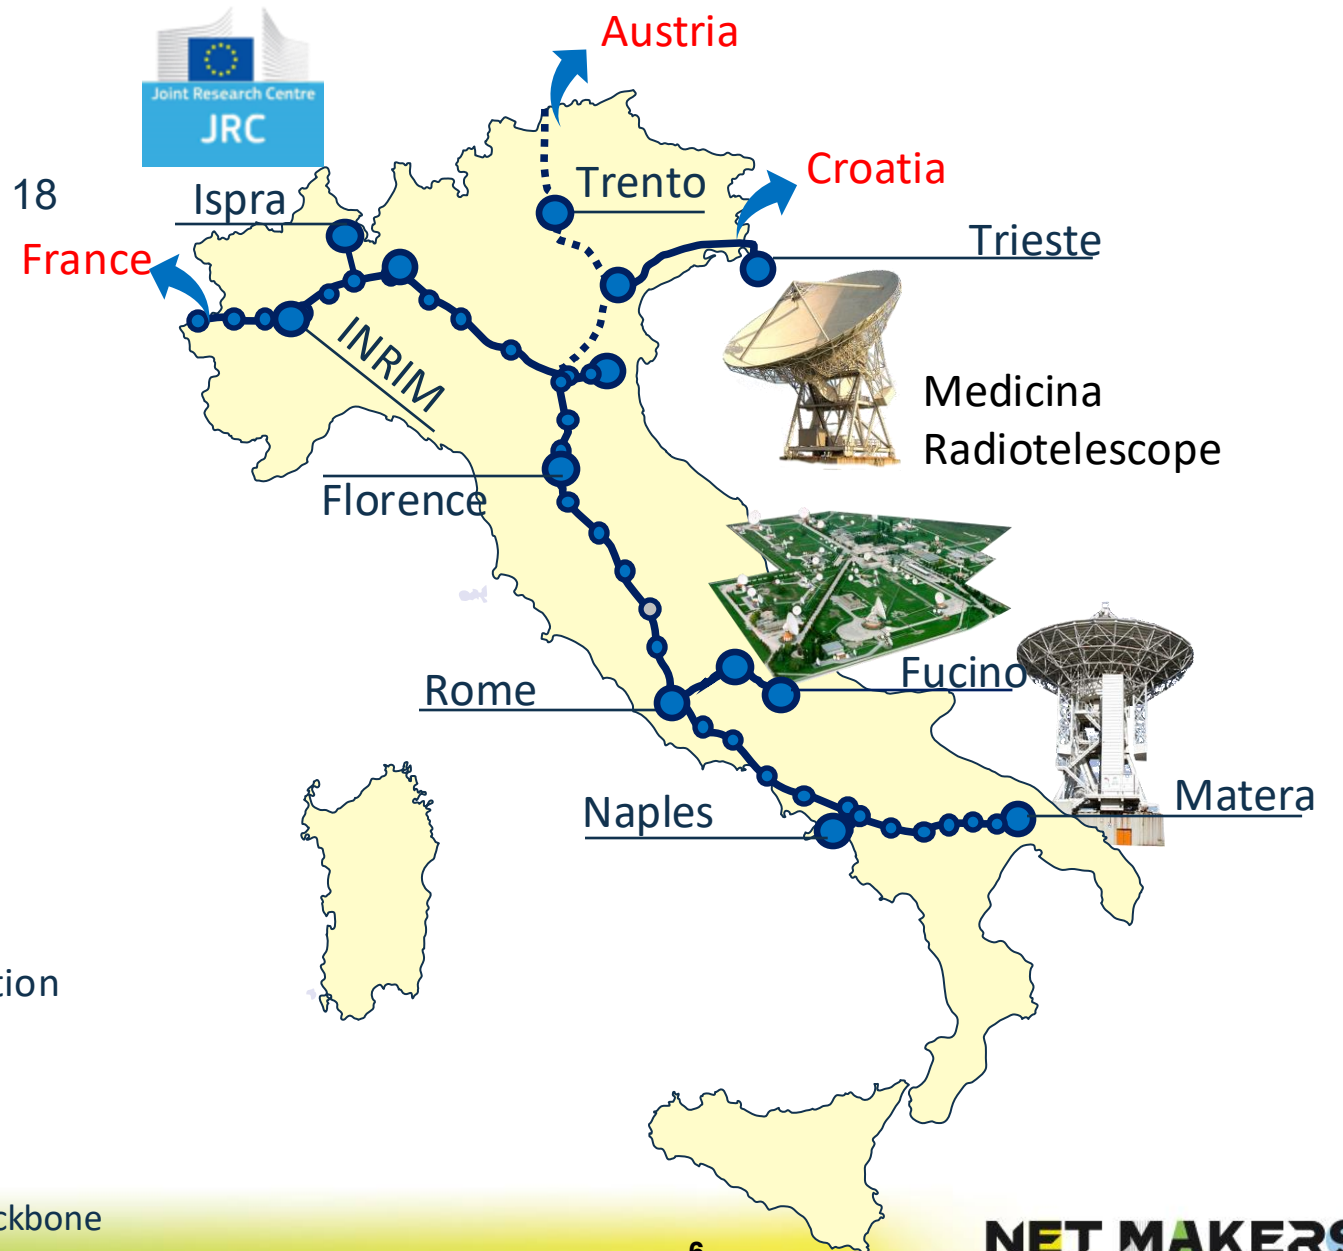 Austria
Joint Research Centre
JRC
Croatia
Trento
18
Ispra
France
Trieste
INRIM
Medicina
Radiotelescope
Florence
Fucino
Rome
Matera
Naples
tion
ckbone
6
NET MAKERS